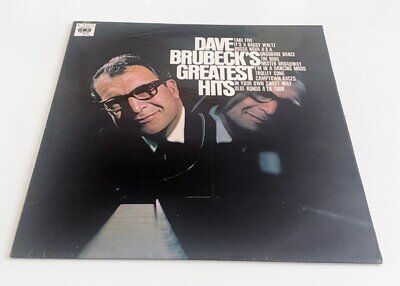 CBS
DAVE
BRUBECK'S
GREATEST
HITS
TAKE FIVE
IT'S A RAGGY WALTZ
BOSSA NOVA U.S.A.
UNSQUARE DANCE
THE DUKE
MISTER BROADWAY
I'M IN A DANCING MOOD
TROLLEY SONG
CAMPTOWN RACES
IN YOUR OWN SWEET WAY
BLUE RONDO A LA TURK